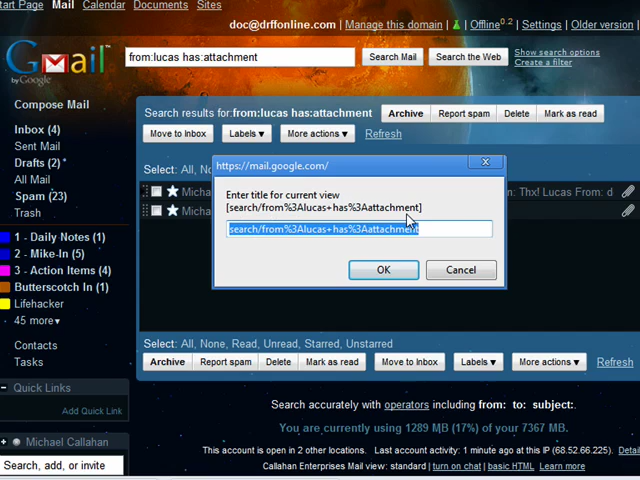 Start Page Mail Calendar Documents Sites
doc@drffonline.com | Manage this domain | Offline0.2 | Settings | Older version |
Gmail™
by Google
from:lucas has:attachment
Search Mail
Search the Web
Show search options
Create a filter
Compose Mail
Inbox (4)
Sent Mail
Drafts (2)*
All Mail
Spam (23)
Trash
1 - Daily Notes (1)
2 - Mike-In (5)
3 - Action Items (4)
Butterscotch In (1)
Lifehacker
45 more▾
Contacts
Tasks
Quick Links
Add Quick Link
Michael Callahan
Search, add, or invite
Search results for:from:lucas has:attachment
Archive
Report spam
Delete
Mark as read
Move to Inbox
Labels ▾
More actions ▾
Refresh
Select: All, No
Micha
n: Thx! Lucas From: d
Micha
https://mail.google.com/
Enter title for current view
[search/from%3Alucas+has%3Aattachment]
search/from%3Alucas+has%3Aattachment
OK
Cancel
Select: All, None, Read, Unread, Starred, Unstarred
Archive
Report spam
Delete
Mark as read
Move to Inbox
Labels ▾
More actions ▾
Refresh
Search accurately with operators including from: to: subject:.
You are currently using 1289 MB (17%) of your 7367 MB.
This account is open in 2 other locations. Last account activity: 1 minute ago at this IP (68.52.66.225). Detai
Callahan Enterprises Mail view: standard | turn on chat | basic HTML Learn more